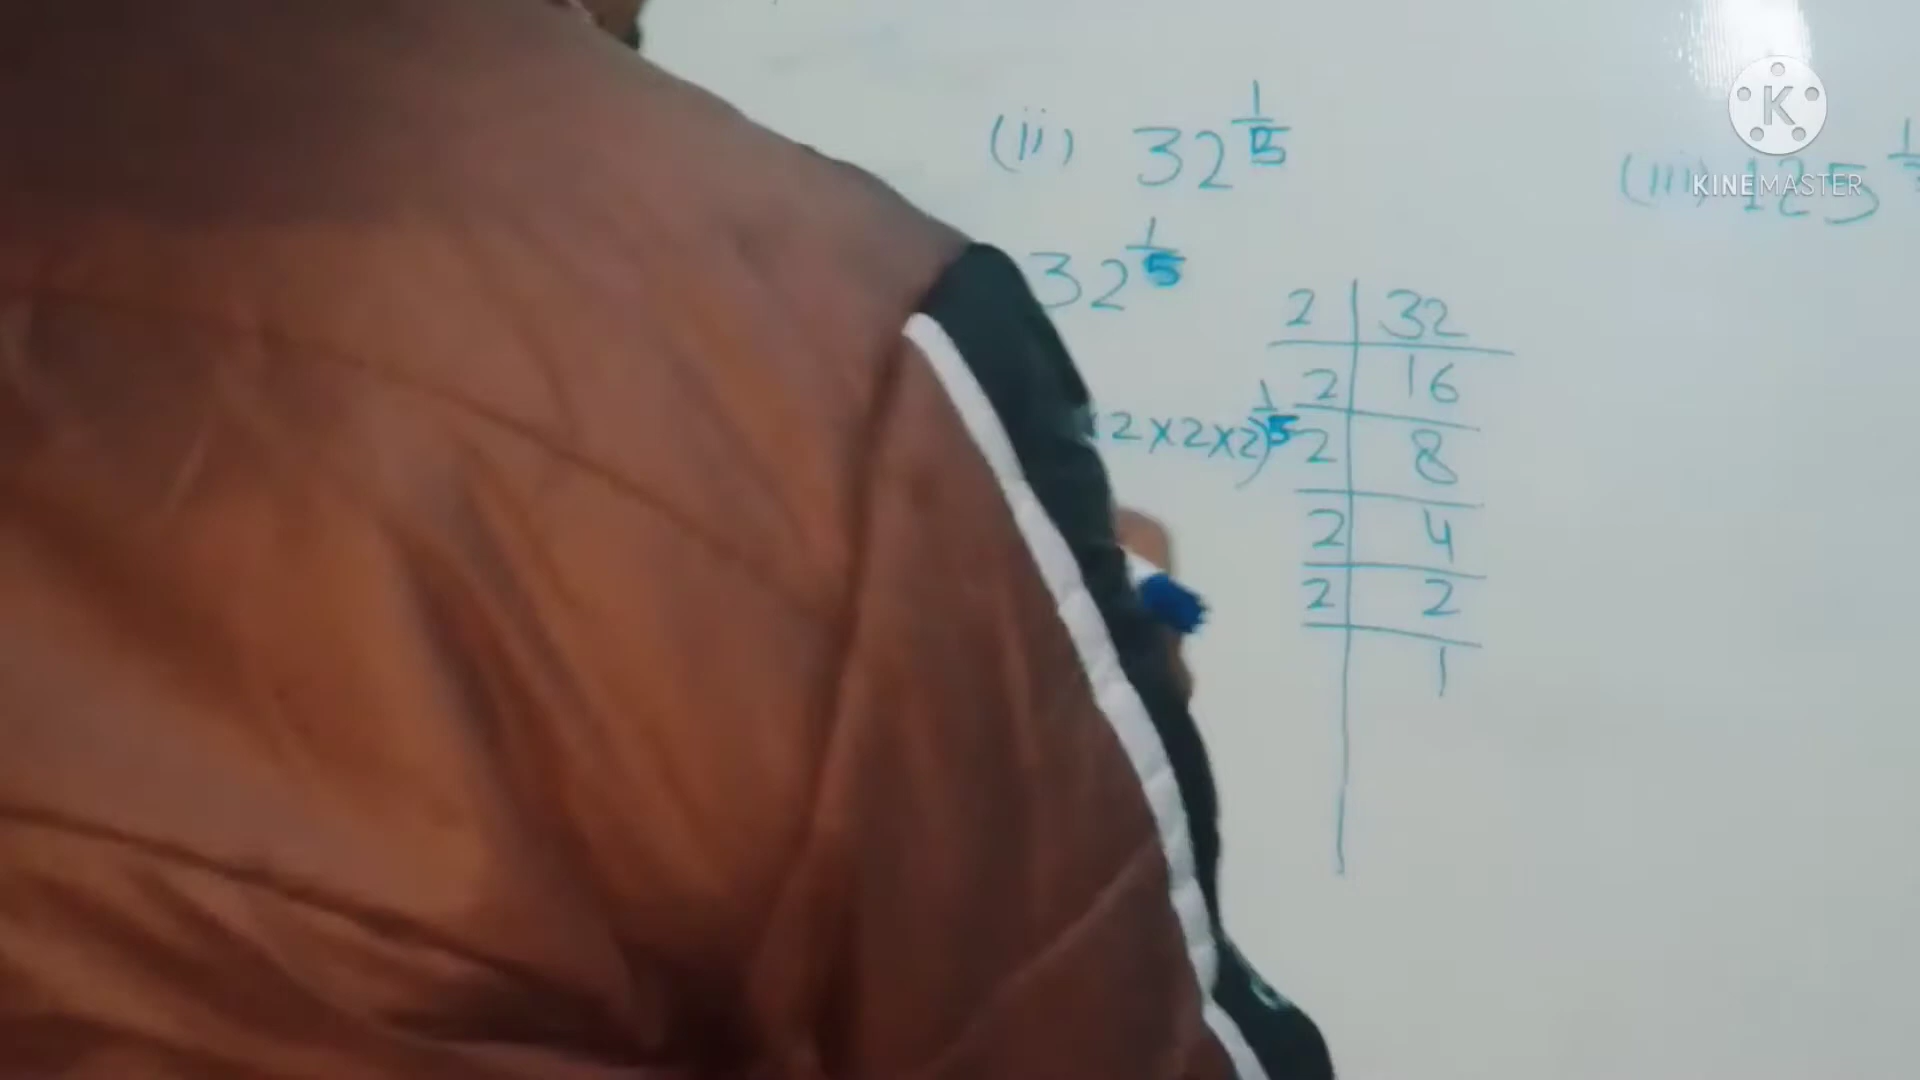 (ii) 32^1/5
(iii) 125
KINEMASTER
32^1/5
2 | 32
2 | 16
2×2×2)^1/5 2 | 8
2 | 4
2 | 2
1